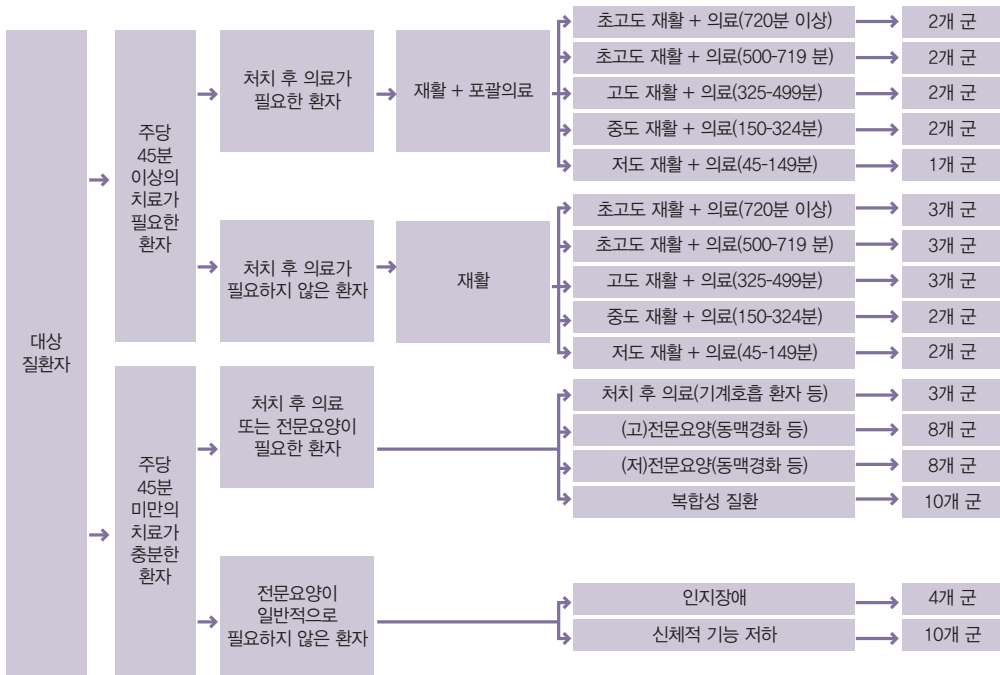 대상
질환자
주당
45분
이상의
치료가
필요한
환자
처치 후 의료가
필요한 환자
재활 + 포괄의료
초고도 재활 + 의료(720분 이상)
2개 군
초고도 재활 + 의료(500-719 분)
2개 군
고도 재활 + 의료(325-499분)
2개 군
중도 재활 + 의료(150-324분)
2개 군
저도 재활 + 의료(45-149분)
1개 군
처치 후 의료가
필요하지 않은 환자
재활
초고도 재활 + 의료(720분 이상)
3개 군
초고도 재활 + 의료(500-719 분)
3개 군
고도 재활 + 의료(325-499분)
3개 군
중도 재활 + 의료(150-324분)
2개 군
저도 재활 + 의료(45-149분)
2개 군
주당
45분
미만의
치료가
충분한
환자
처치 후 의료
또는 전문요양이
필요한 환자
처치 후 의료(기계호흡 환자 등)
3개 군
(고)전문요양(동맥경화 등)
8개 군
(저)전문요양(동맥경화 등)
8개 군
복합성 질환
10개 군
전문요양이
일반적으로
필요하지 않은 환자
인지장애
4개 군
신체적 기능 저하
10개 군